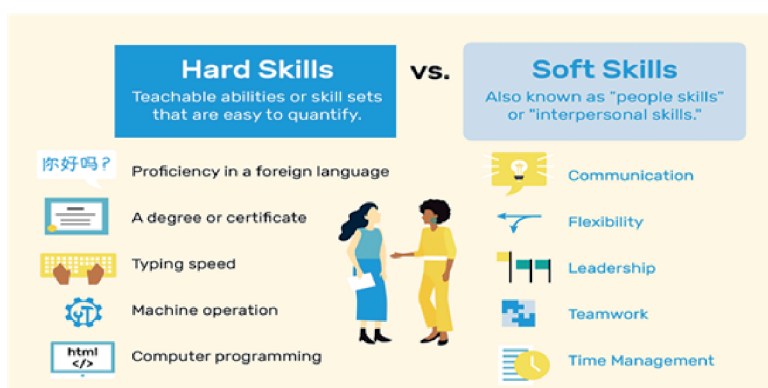 Hard Skills
Teachable abilities or skill sets
that are easy to quantify.
vs.
Soft Skills
Also known as "people skills"
or "interpersonal skills."
你好吗?
Proficiency in a foreign language
A degree or certificate
Typing speed
Machine operation
html
</>
Computer programming
Communication
Flexibility
Leadership
Teamwork
Time Management